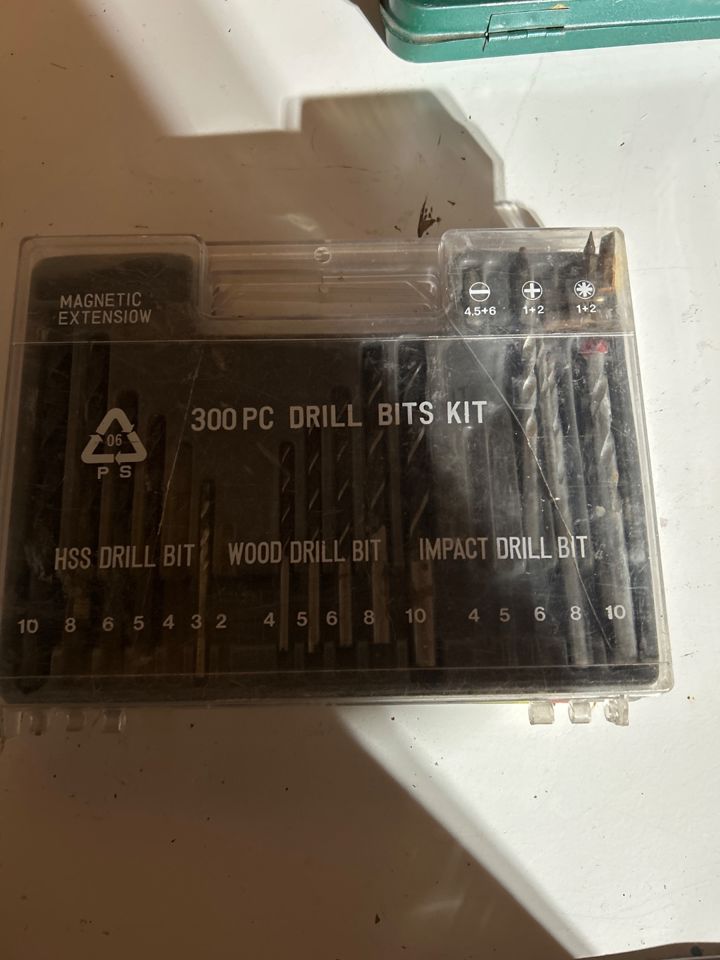 MAGNETIC
EXTENSIOW
4.5+6
1+2
1+2
300 PC DRILL BITS KIT
06
PS
HSS DRILL BIT
WOOD DRILL BIT
IMPACT DRILL BIT
10 8 6 5 4 3 2 4 5 6 8 10 4 5 6 8 10